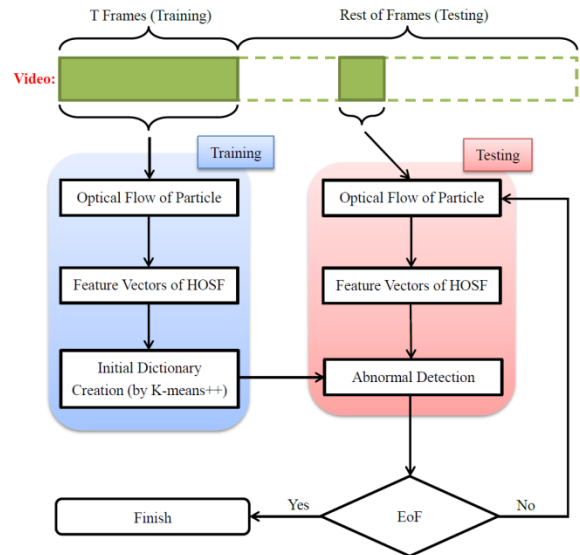 T Frames (Training)
Rest of Frames (Testing)
Video:
Training
Testing
Optical Flow of Particle
Optical Flow of Particle
Feature Vectors of HOSF
Feature Vectors of HOSF
Initial Dictionary
Creation (by K-means++)
Abnormal Detection
Yes
No
Finish
EoF